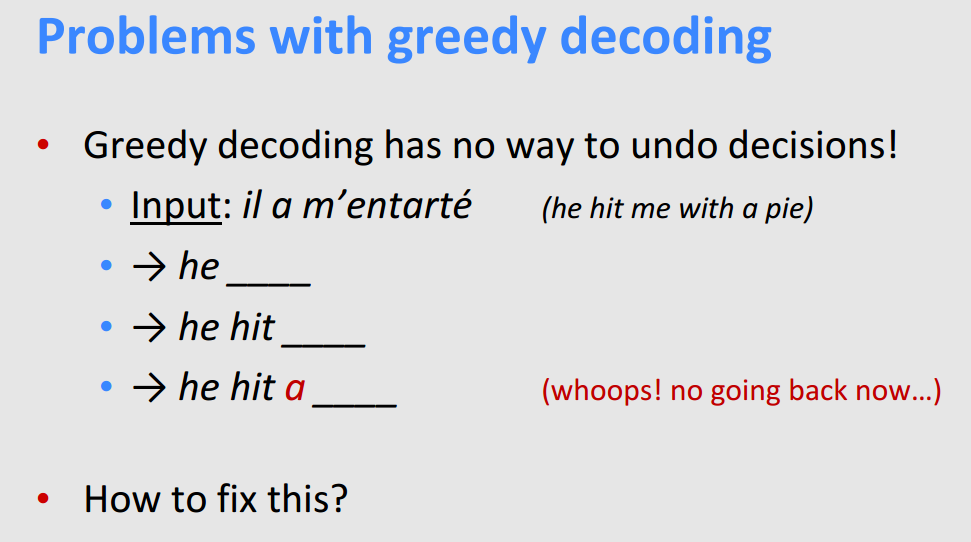 Problems with greedy decoding
• Greedy decoding has no way to undo decisions!
• Input: il a m’entarté (he hit me with a pie)
• → he ____
• → he hit ____
• → he hit a ____ (whoops! no going back now…)
• How to fix this?